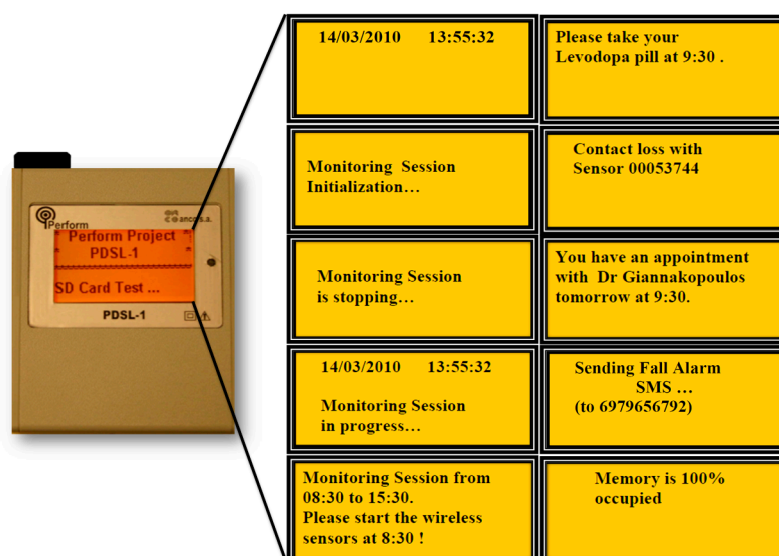 Perform
anco s.a.
Perform Project
PDSL-1
SD Card Test ...
PDSL-1
14/03/2010 13:55:32
Please take your
Levodopa pill at 9:30 .
Monitoring Session
Initialization…
Contact loss with
Sensor 00053744
Monitoring Session
is stopping…
You have an appointment
with Dr Giannakopoulos
tomorrow at 9:30.
14/03/2010 13:55:32
Monitoring Session
in progress…
Sending Fall Alarm
SMS …
(to 6979656792)
Monitoring Session from
08:30 to 15:30.
Please start the wireless
sensors at 8:30 !
Memory is 100%
occupied